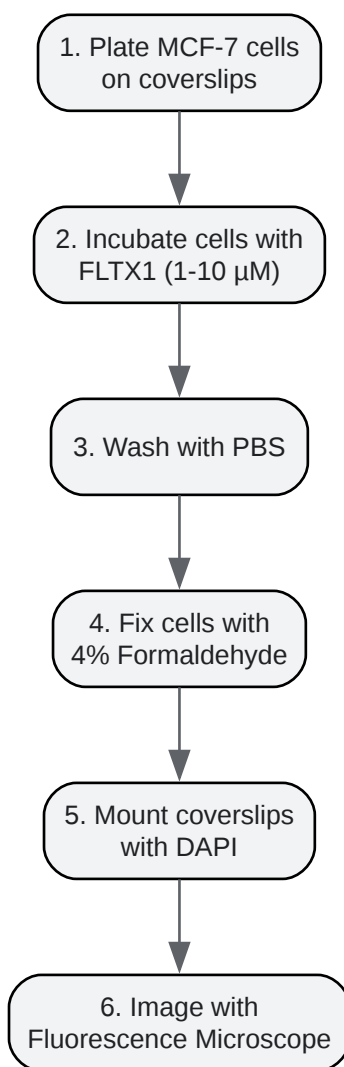 1. Plate MCF-7 cells
on coverslips
2. Incubate cells with
FLTX1 (1-10 µM)
3. Wash with PBS
4. Fix cells with
4% Formaldehyde
5. Mount coverslips
with DAPI
6. Image with
Fluorescence Microscope